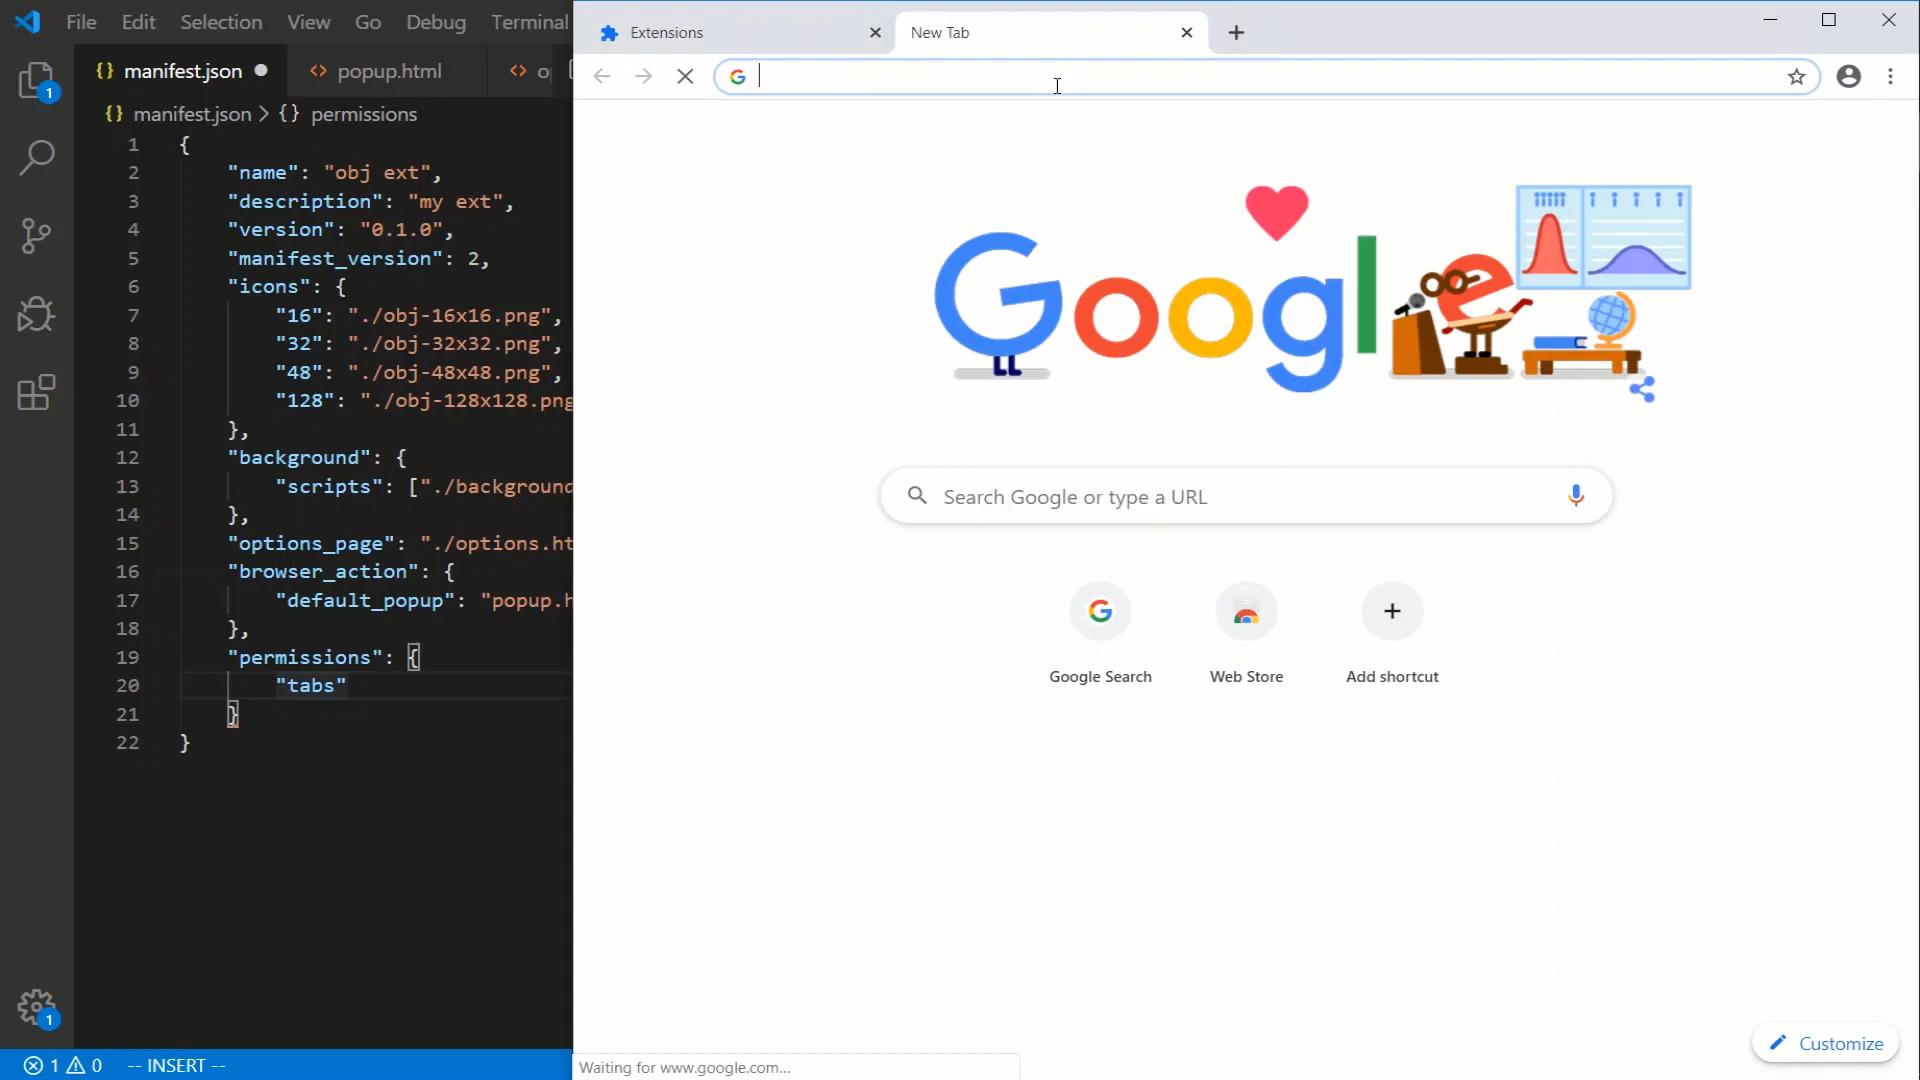 File Edit Selection View Go Debug Terminal
manifest.json
popup.html
o
manifest.json > {} permissions
1 {
2 "name": "obj ext",
3 "description": "my ext",
4 "version": "0.1.0",
5 "manifest_version": 2,
6 "icons": {
7 "16": "./obj-16x16.png",
8 "32": "./obj-32x32.png",
9 "48": "./obj-48x48.png",
10 "128": "./obj-128x128.png
11 },
12 "background": {
13 "scripts": ["./background
14 },
15 "options_page": "./options.ht
16 "browser_action": {
17 "default_popup": "popup.h
18 },
19 "permissions": {
20 "tabs"
21 }
22 }
1
1
1 0 -- INSERT --
Extensions
New Tab
Google
Search Google or type a URL
Google Search
Web Store
Add shortcut
Customize
Waiting for www.google.com...